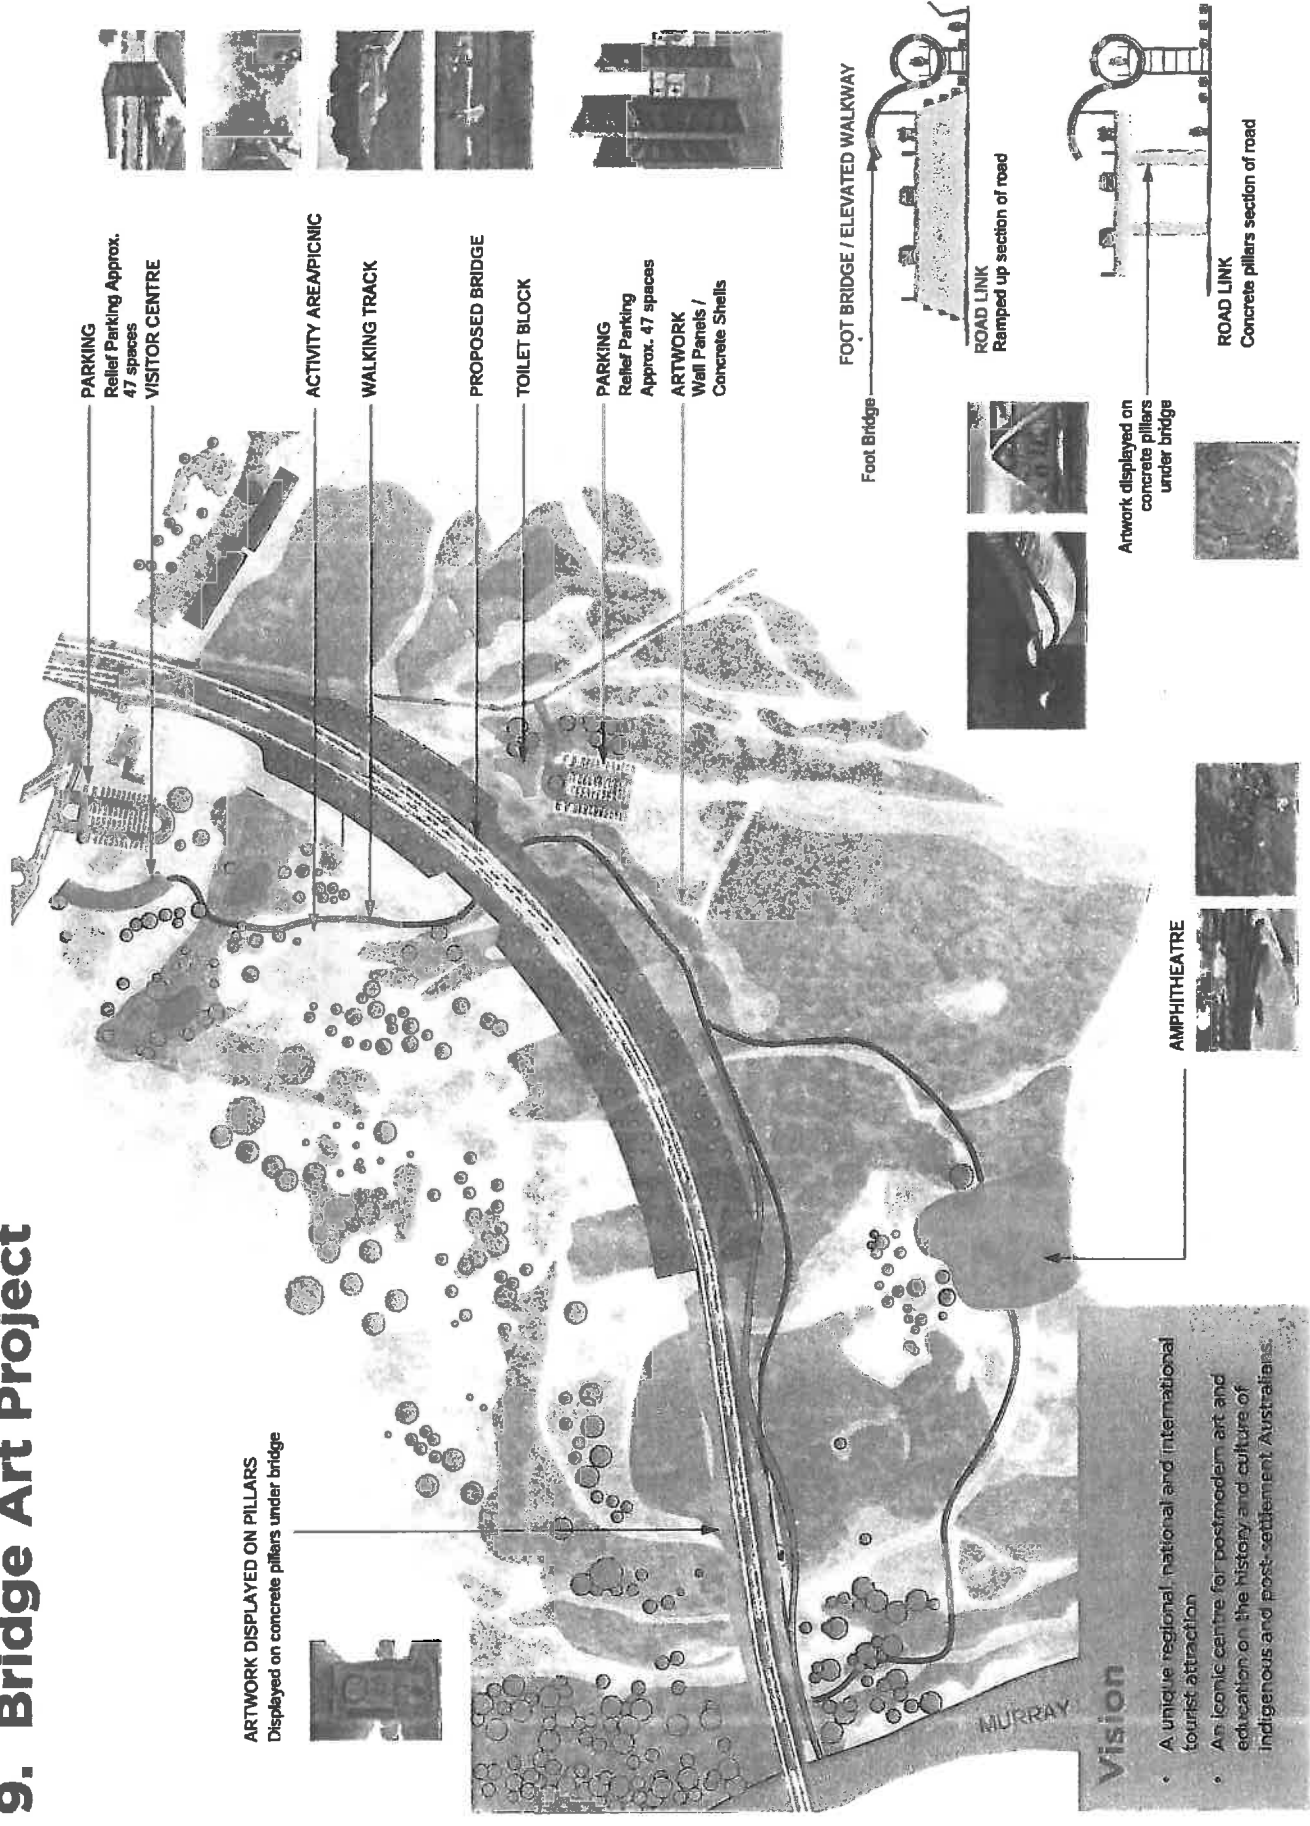 9. Bridge Art Project
PARKING
Relief Parking Approx.
47 spaces
VISITOR CENTRE
ACTIVITY AREA/PICNIC
WALKING TRACK
PROPOSED BRIDGE
TOILET BLOCK
PARKING
Relief Parking
Approx. 47 spaces
ARTWORK
Wall Panels /
Concrete Shells
FOOT BRIDGE / ELEVATED WALKWAY
Foot Bridge
ROAD LINK
Ramped up section of road
Artwork displayed on
concrete pillars
under bridge
ROAD LINK
Concrete pillars section of road
ARTWORK DISPLAYED ON PILLARS
Displayed on concrete pillars under bridge
AMPHITHEATRE
MURRAY
Vision
• A unique regional, national and international
tourist attraction
• An iconic centre for postmodern art and
education on the history and culture of
indigenous and post-settlement Australians.